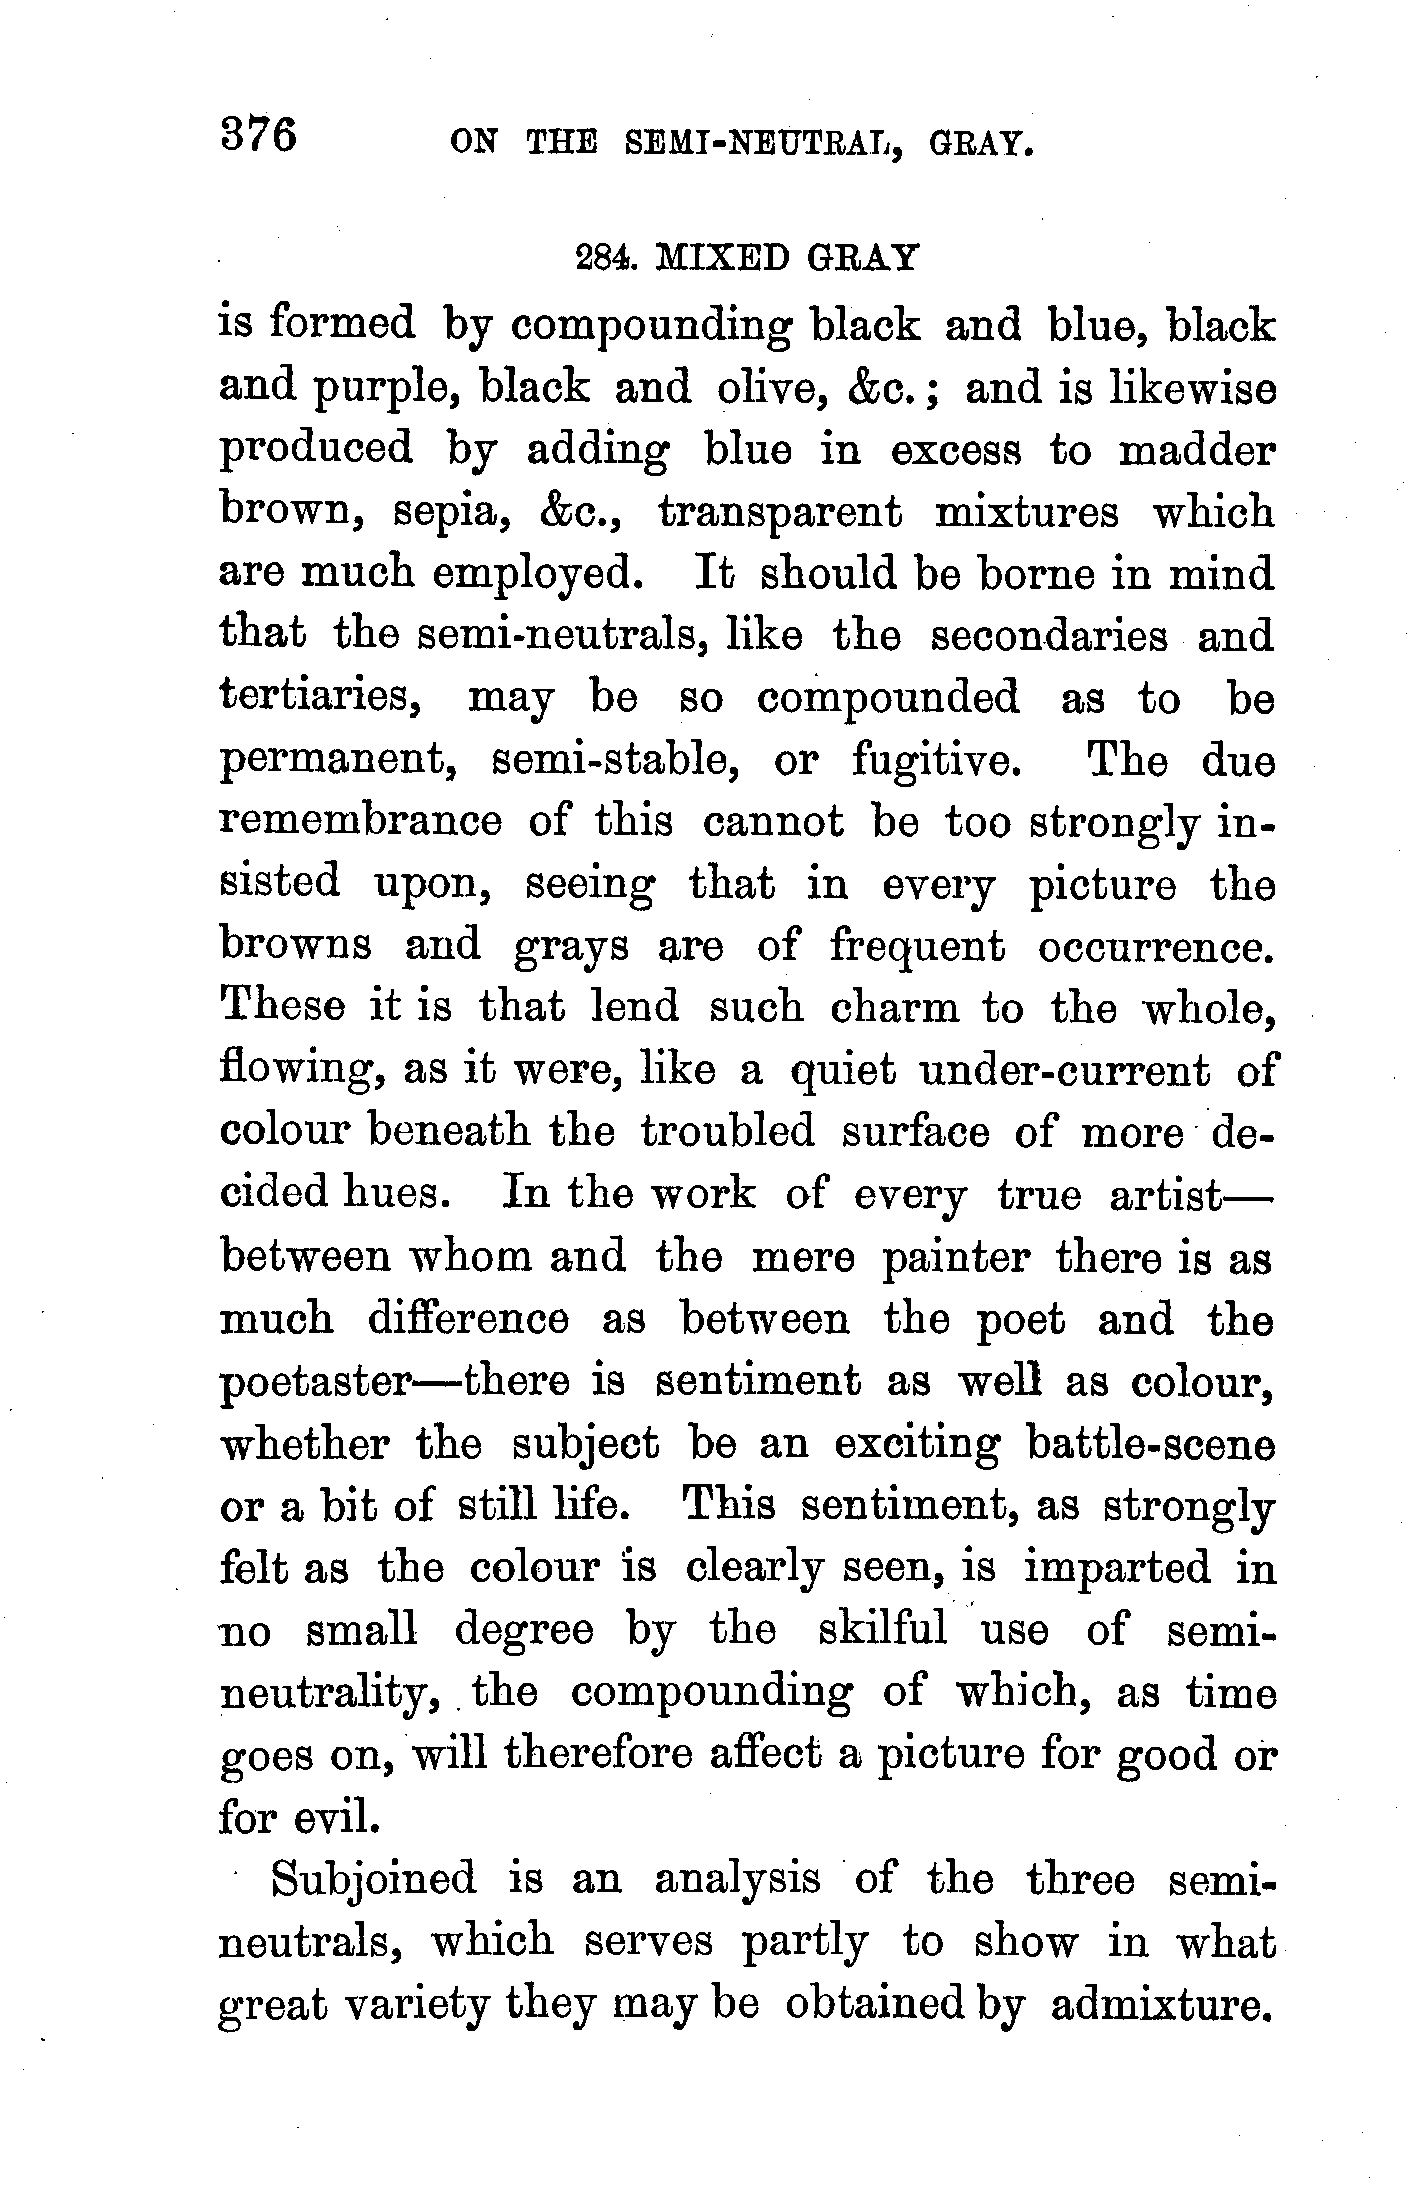 376 ON THE SEMI-NEUTRAL, GRAY.
284. MIXED GRAY
is formed by compounding black and blue, black
and purple, black and olive, &c.; and is likewise
produced by adding blue in excess to madder
brown, sepia, &c., transparent mixtures which
are much employed. It should be borne in mind
that the semi-neutrals, like the secondaries and
tertiaries, may be so compounded as to be
permanent, semi-stable, or fugitive. The due
remembrance of this cannot be too strongly in-
sisted upon, seeing that in every picture the
browns and grays are of frequent occurrence.
These it is that lend such charm to the whole,
flowing, as it were, like a quiet under-current of
colour beneath the troubled surface of more de-
cided hues. In the work of every true artist—
between whom and the mere painter there is as
much difference as between the poet and the
poetaster—there is sentiment as well as colour,
whether the subject be an exciting battle-scene
or a bit of still life. This sentiment, as strongly
felt as the colour is clearly seen, is imparted in
no small degree by the skilful use of semi-
neutrality, the compounding of which, as time
goes on, will therefore affect a picture for good or
for evil.
Subjoined is an analysis of the three semi-
neutrals, which serves partly to show in what
great variety they may be obtained by admixture.